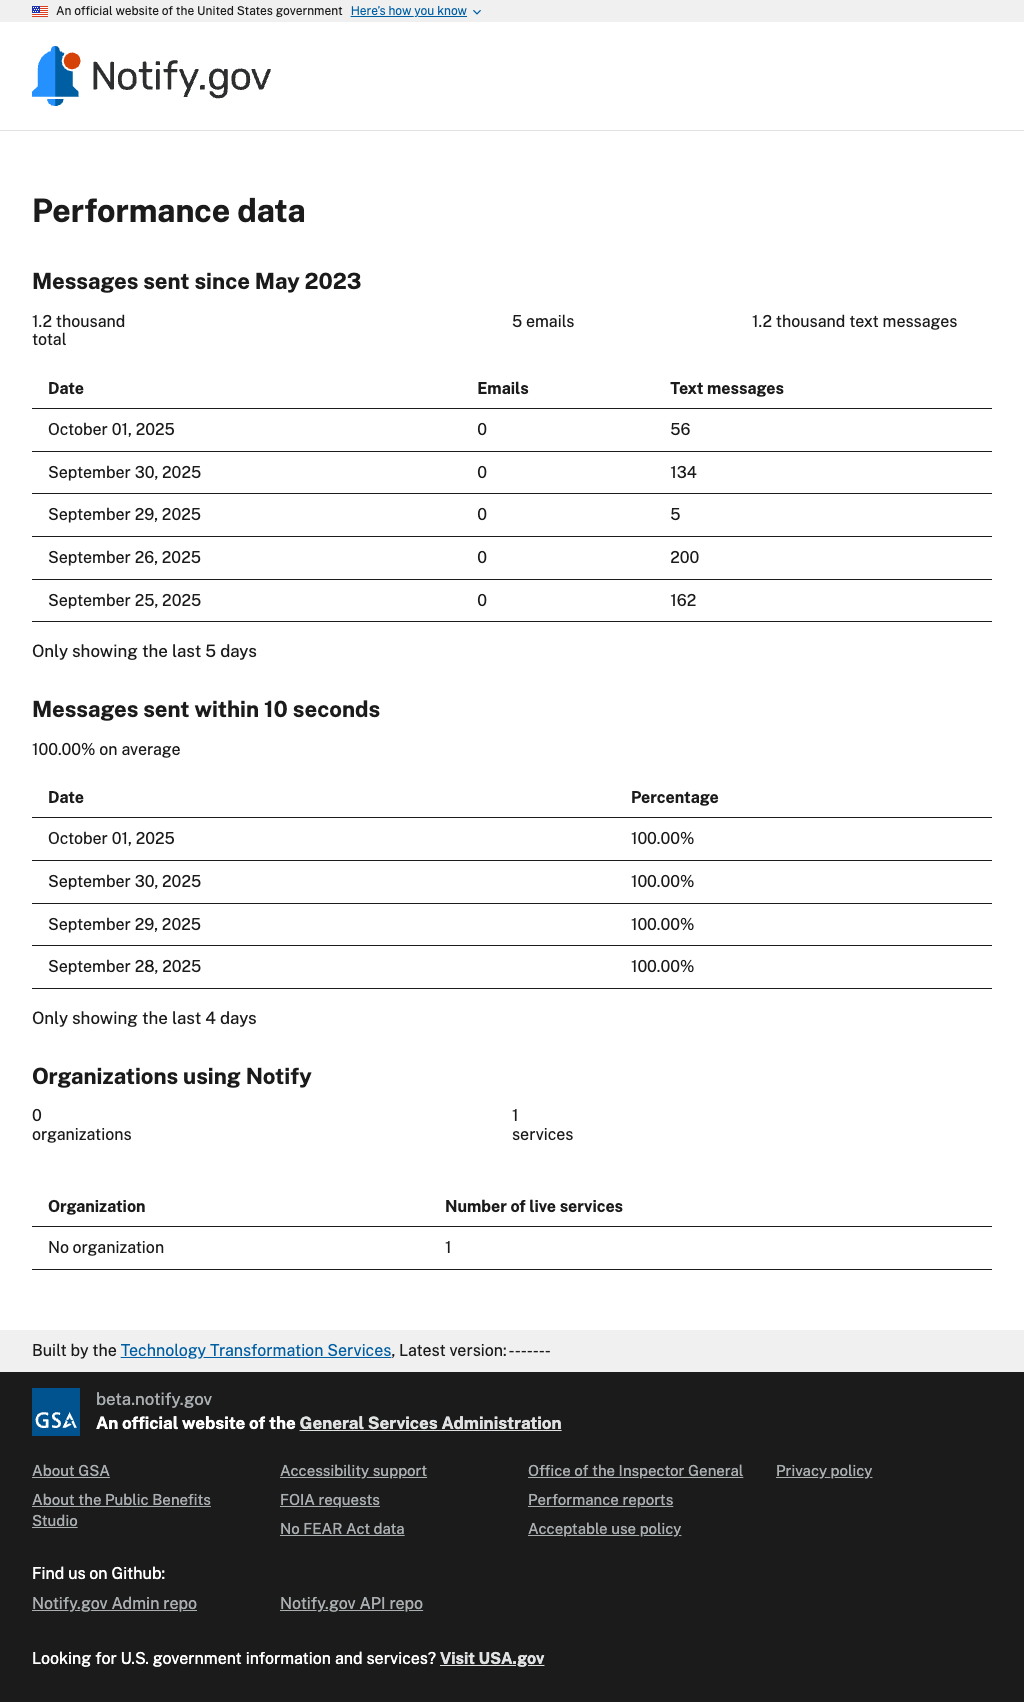 An official website of the United States government Here's how you know
Notify.gov
Performance data
Messages sent since May 2023
1.2 thousand
total
5 emails
1.2 thousand text messages
Date Emails Text messages
October 01, 2025 0 56
September 30, 2025 0 134
September 29, 2025 0 5
September 26, 2025 0 200
September 25, 2025 0 162
Only showing the last 5 days
Messages sent within 10 seconds
100.00% on average
Date Percentage
October 01, 2025 100.00%
September 30, 2025 100.00%
September 29, 2025 100.00%
September 28, 2025 100.00%
Only showing the last 4 days
Organizations using Notify
0
organizations
1
services
Organization Number of live services
No organization 1
Built by the Technology Transformation Services, Latest version:-------
GSA
beta.notify.gov
An official website of the General Services Administration
About GSA
About the Public Benefits
Studio
Accessibility support
FOIA requests
No FEAR Act data
Office of the Inspector General
Performance reports
Acceptable use policy
Privacy policy
Find us on Github:
Notify.gov Admin repo Notify.gov API repo
Looking for U.S. government information and services? Visit USA.gov